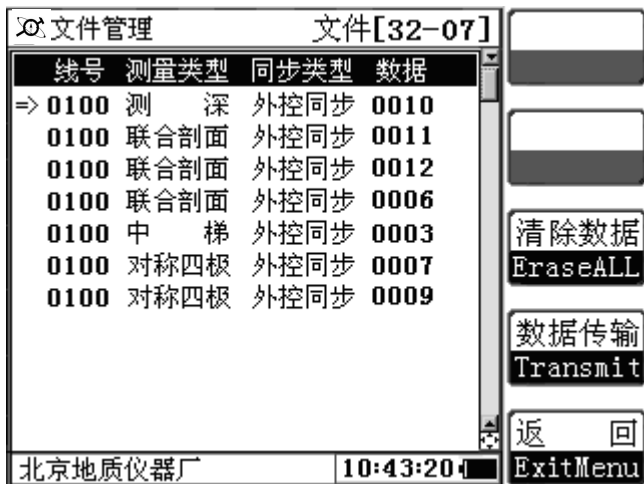 文件管理 文件[32-07]
线号 测量类型 同步类型 数据
=> 0100 测 深 外控同步 0010
0100 联合剖面 外控同步 0011
0100 联合剖面 外控同步 0012
0100 联合剖面 外控同步 0006
0100 中 梯 外控同步 0003
0100 对称四极 外控同步 0007
0100 对称四极 外控同步 0009
清除数据
EraseALL
数据传输
Transmit
返 回
ExitMenu
北京地质仪器厂 10:43:20